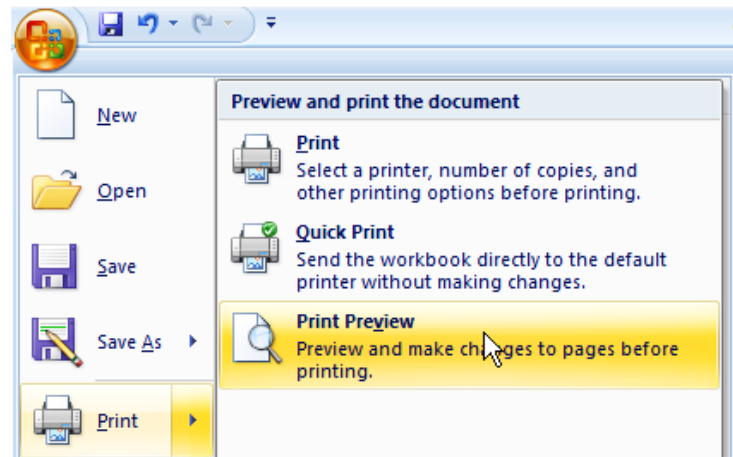 New
Open
Save
Save As
Print
Preview and print the document
Print
Select a printer, number of copies, and
other printing options before printing.
Quick Print
Send the workbook directly to the default
printer without making changes.
Print Preview
Preview and make changes to pages before
printing.